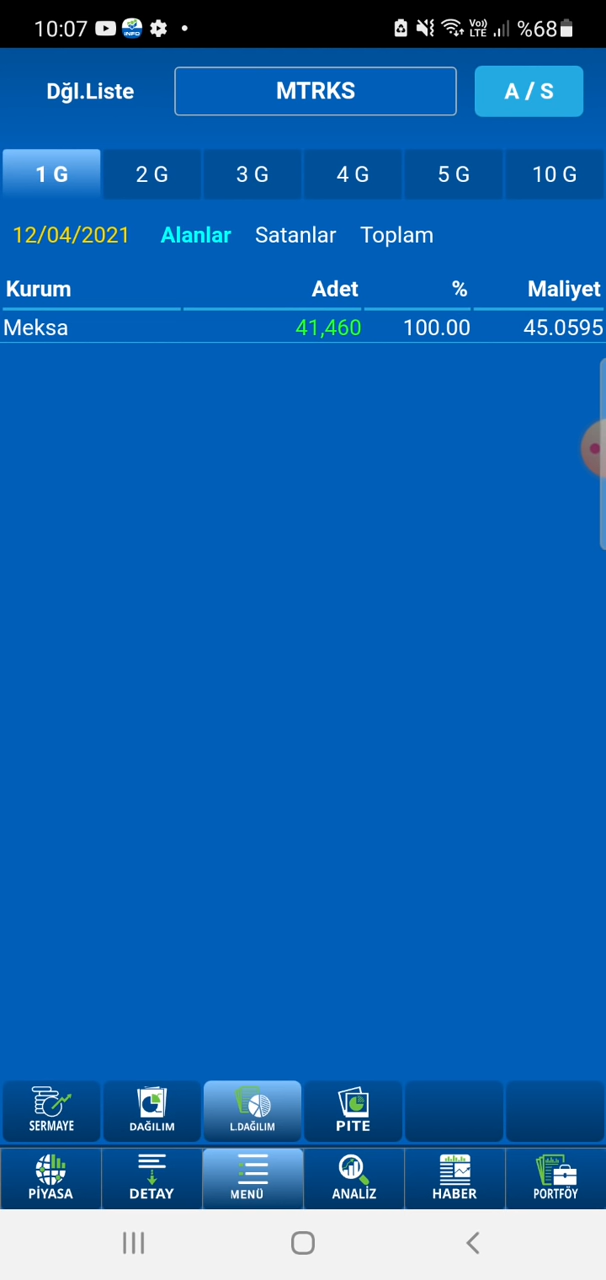 10:07 %68
Dğl.Liste MTRKS A / S
1 G 2 G 3 G 4 G 5 G 10 G
12/04/2021 Alanlar Satanlar Toplam
Kurum Adet % Maliyet
Meksa 41,460 100.00 45.0595
SERMAYE DAĞILIM L.DAĞILIM PITE
PİYASA DETAY MENÜ ANALİZ HABER PORTFÖY